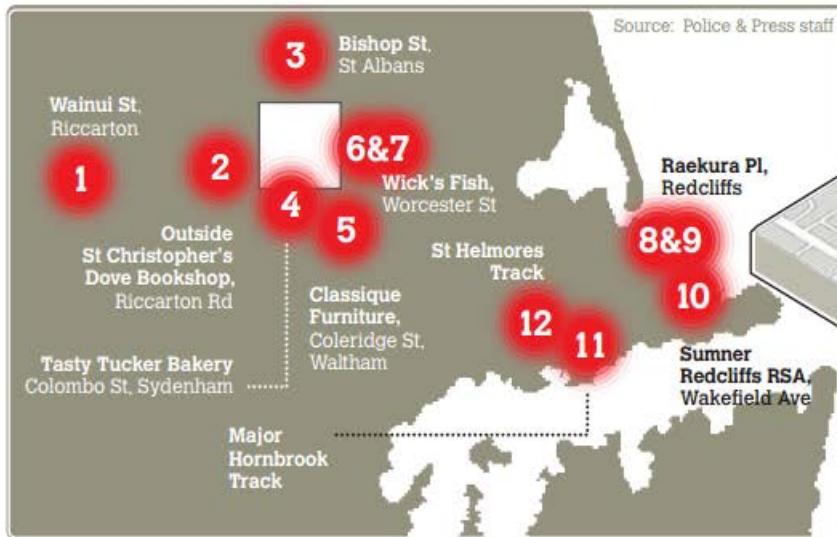 Source: Police & Press staff
3
Bishop St,
St Albans
Wainui St,
Riccarton
1
2
6&7
Wick's Fish,
Worcester St
4
5
Outside
St Christopher's
Dove Bookshop,
Riccarton Rd
Classique
Furniture,
Coleridge St,
Waltham
Tasty Tucker Bakery
Colombo St, Sydenham
Raekura Pl,
Redcliffs
8&9
10
St Helmores
Track
12
11
Sumner
Redcliffs RSA,
Wakefield Ave
Major
Hornbrook
Track